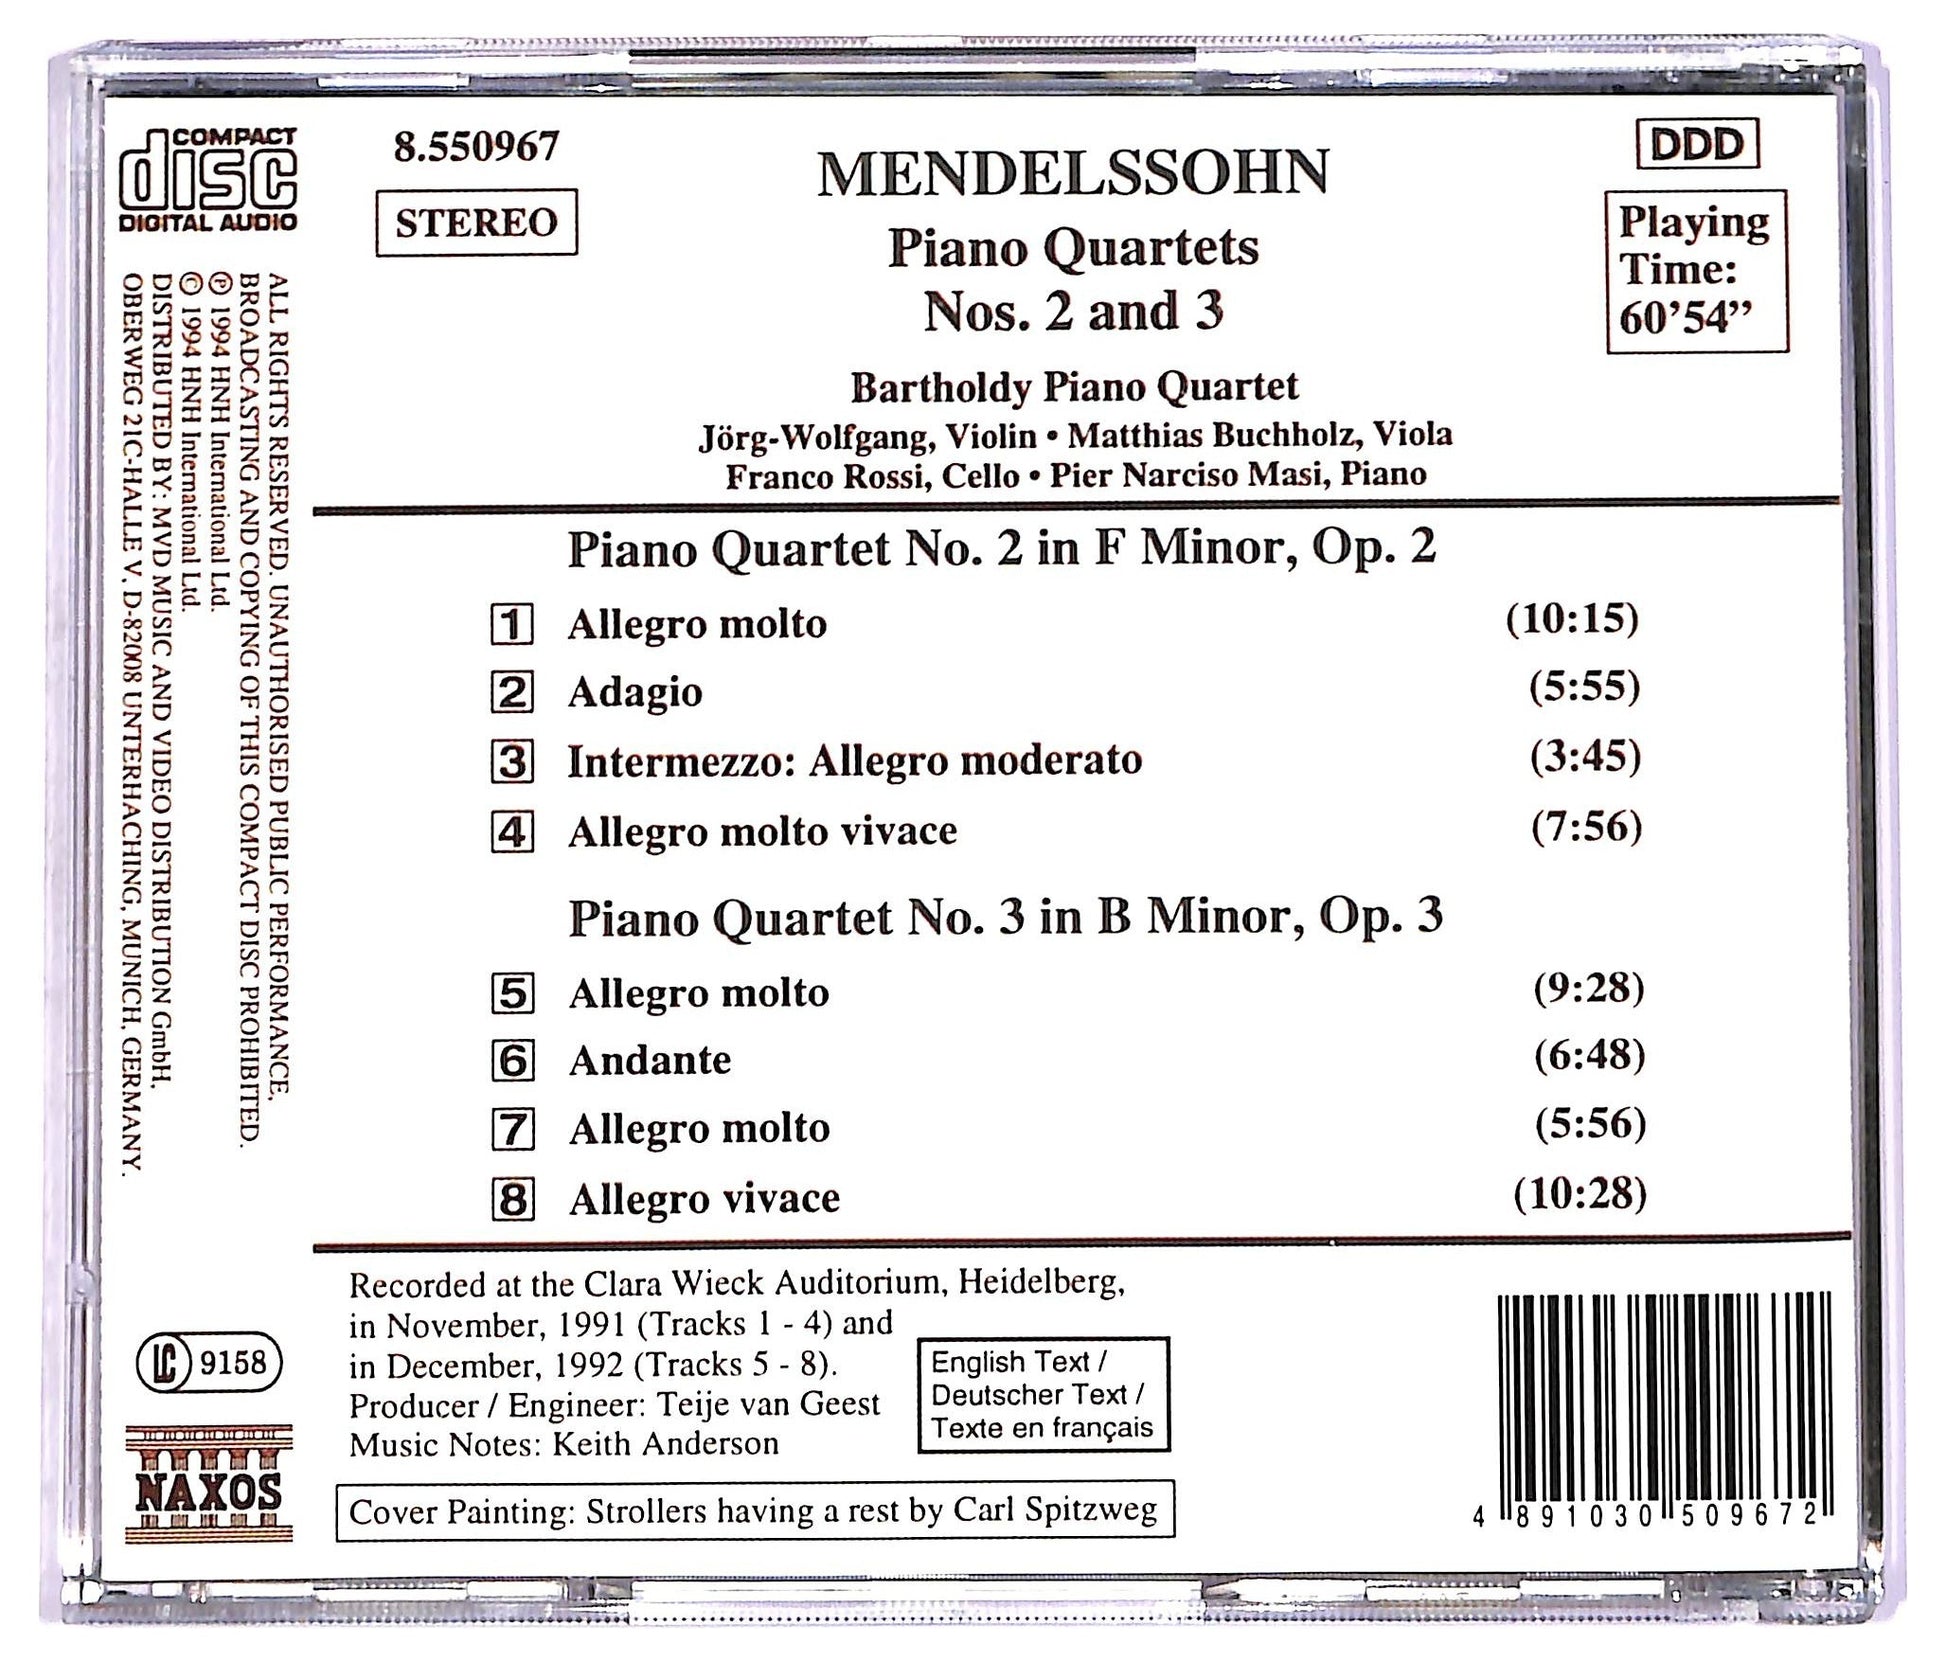 COMPACT
disc
DIGITAL AUDIO
8.550967
STEREO
MENDELSSOHN
Piano Quartets
Nos. 2 and 3
DDD
Playing
Time:
60’54”
Bartholdy Piano Quartet
Jörg-Wolfgang, Violin • Matthias Buchholz, Viola
Franco Rossi, Cello • Pier Narciso Masi, Piano
Piano Quartet No. 2 in F Minor, Op. 2
1 Allegro molto (10:15)
2 Adagio (5:55)
3 Intermezzo: Allegro moderato (3:45)
4 Allegro molto vivace (7:56)
Piano Quartet No. 3 in B Minor, Op. 3
5 Allegro molto (9:28)
6 Andante (6:48)
7 Allegro molto (5:56)
8 Allegro vivace (10:28)
Recorded at the Clara Wieck Auditorium, Heidelberg,
in November, 1991 (Tracks 1 - 4) and
in December, 1992 (Tracks 5 - 8).
Producer / Engineer: Teije van Geest
Music Notes: Keith Anderson
English Text /
Deutscher Text /
Texte en français
Cover Painting: Strollers having a rest by Carl Spitzweg
4 891030 509672
ALL RIGHTS RESERVED. UNAUTHORISED PUBLIC PERFORMANCE,
BROADCASTING AND COPYING OF THIS COMPACT DISC PROHIBITED.
℗ 1994 HNH International Ltd.
© 1994 HNH International Ltd.
DISTRIBUTED BY: MVD MUSIC AND VIDEO DISTRIBUTION GmbH,
OBERWEG 21C-HALLE V, D-82008 UNTERHACHING, MUNICH, GERMANY.
LC 9158
NAXOS